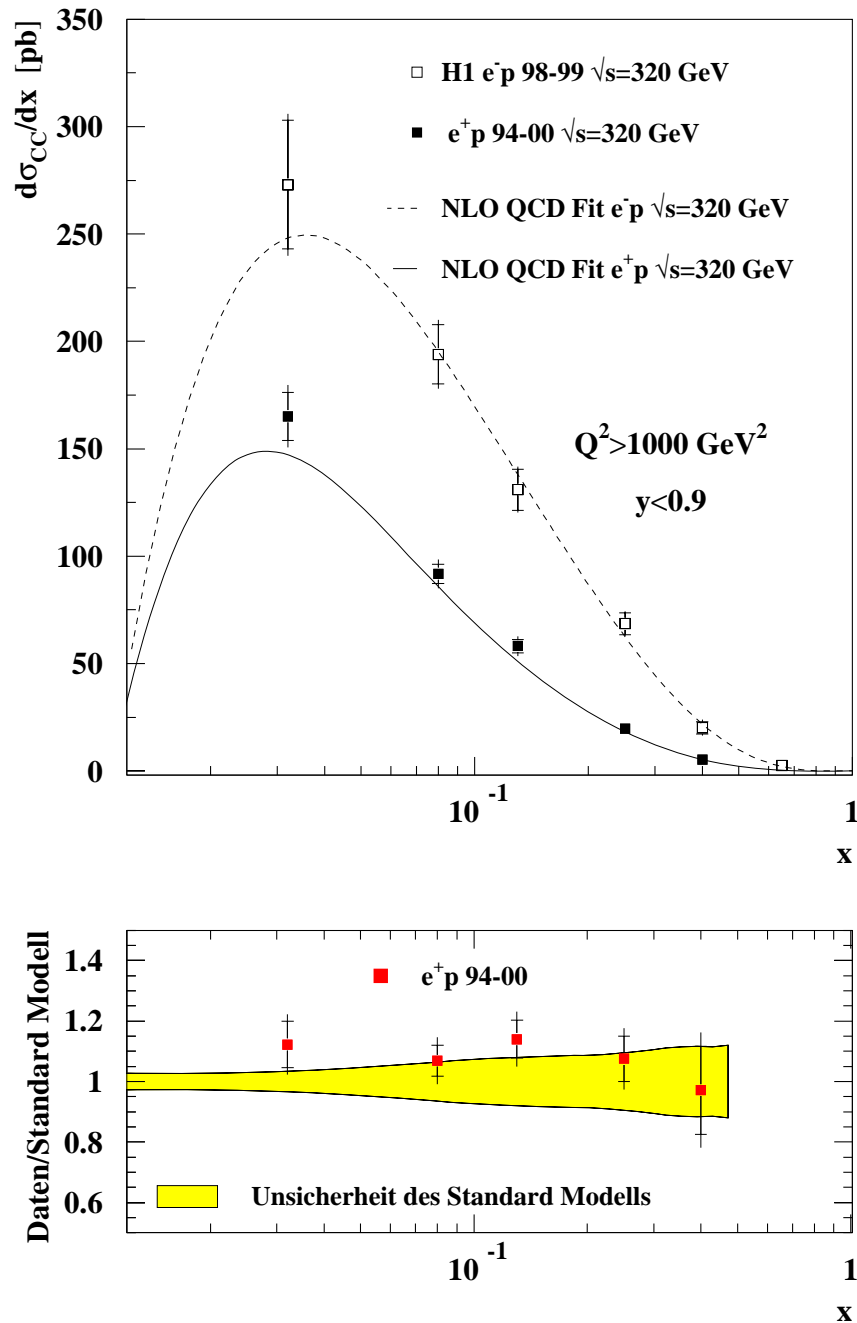 dσCC/dx [pb]
350
300
250
200
150
100
50
0
H1 e⁻p 98-99 √s=320 GeV
e⁺p 94-00 √s=320 GeV
NLO QCD Fit e⁻p √s=320 GeV
NLO QCD Fit e⁺p √s=320 GeV
Q²>1000 GeV²
y<0.9
10⁻¹
1
x
Daten/Standard Modell
1.4
1.2
1
0.8
0.6
e⁺p 94-00
Unsicherheit des Standard Modells
10⁻¹
1
x